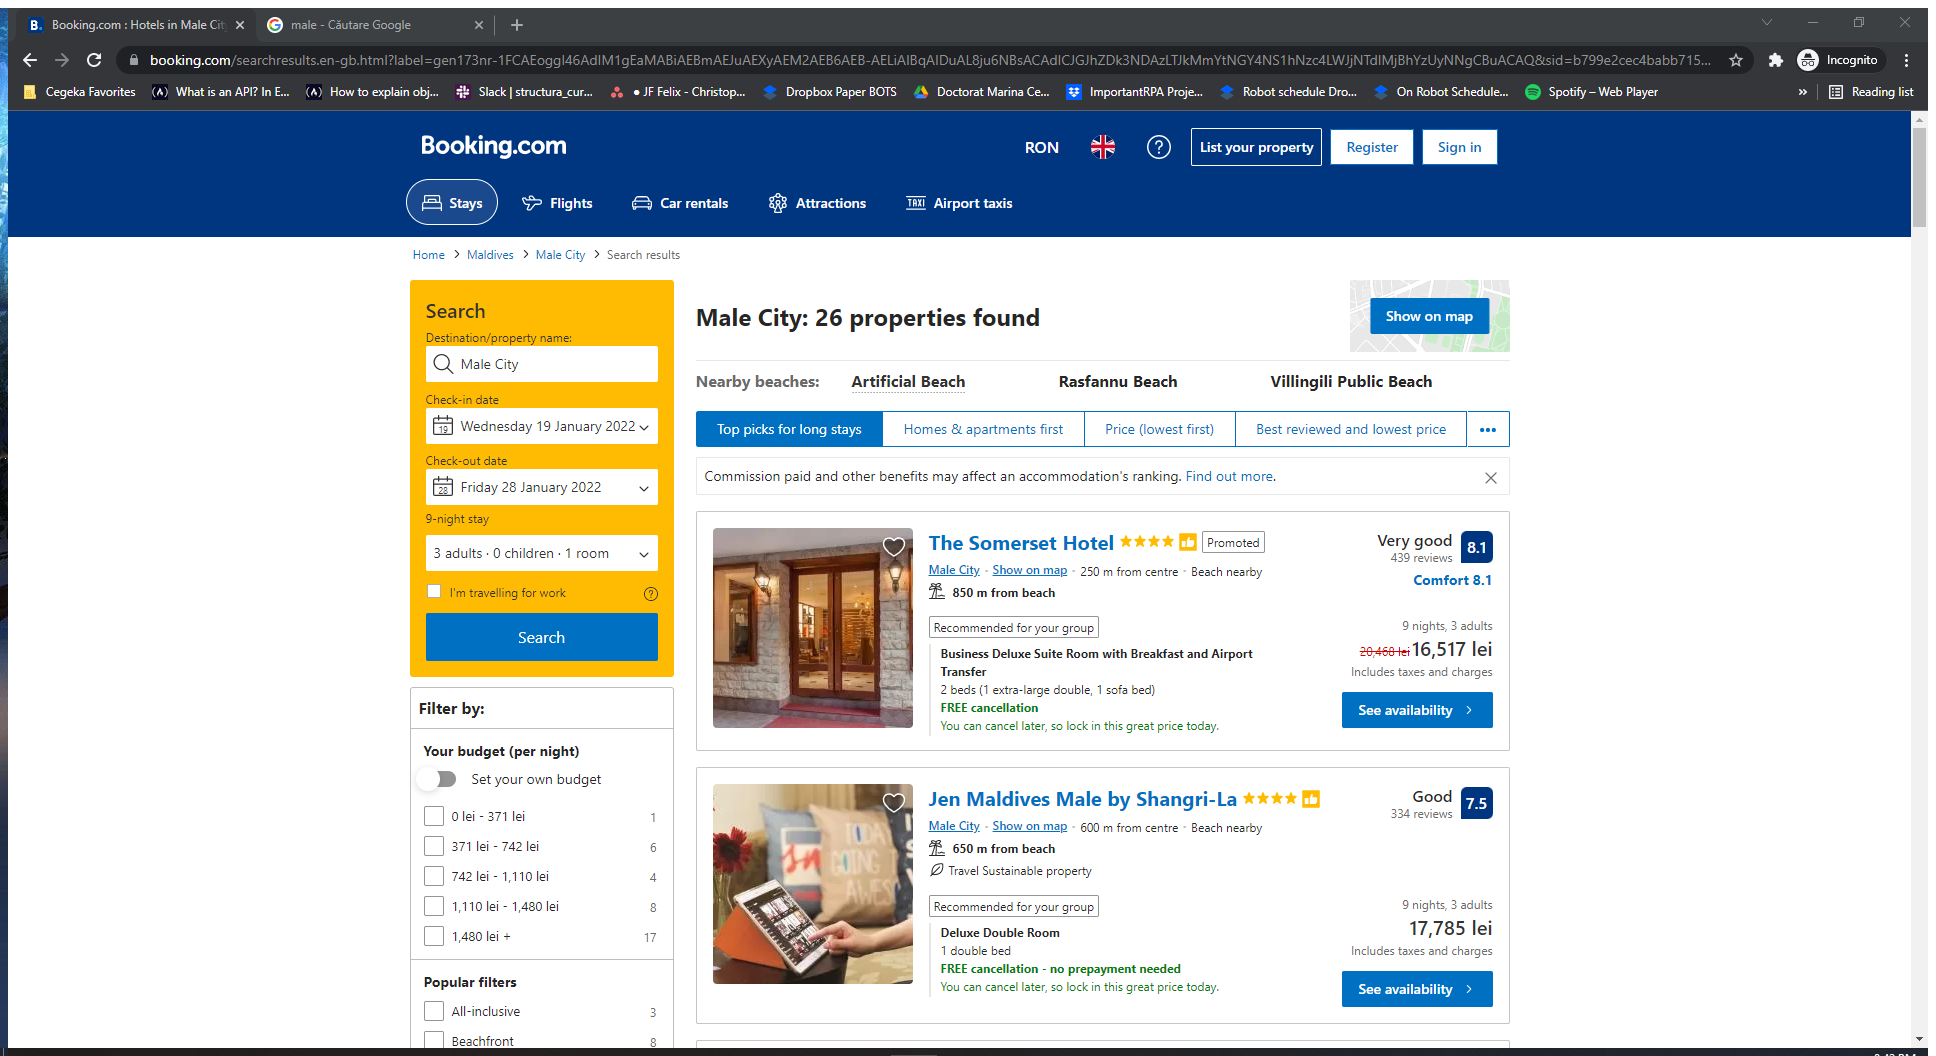 Booking.com : Hotels in Male Cit
male - Căutare Google
booking.com/searchresults.en-gb.html?label=gen173nr-1FCAEoggI46AdIM1gEaMABiAEBmAEJuAEXyAEM2AEB6AEB-AELiAIBqAIDuAL8ju6NBsACAdICJGJhZDk3NDAzLTJkMmYtNGY4NS1hNzc4LWJjNTdlMjBhYzUyNNgCBuACAQ&sid=b799e2cec4babb715...
Incognito
Cegeka Favorites
What is an API? In E...
How to explain obj...
Slack | structura_cur...
● JF Felix - Christop...
Dropbox Paper BOTS
Doctorat Marina Ce...
ImportantRPA Proje...
Robot schedule Dro...
On Robot Schedule...
Spotify – Web Player
»
Reading list
Booking.com
RON
List your property
Register
Sign in
Stays
Flights
Car rentals
Attractions
TAXI
Airport taxis
Home > Maldives > Male City > Search results
Search
Destination/property name:
Male City
Check-in date
19
Wednesday 19 January 2022
Check-out date
28
Friday 28 January 2022
9-night stay
3 adults · 0 children · 1 room
I'm travelling for work
Search
Filter by:
Your budget (per night)
Set your own budget
0 lei - 371 lei 1
371 lei - 742 lei 6
742 lei - 1,110 lei 4
1,110 lei - 1,480 lei 8
1,480 lei + 17
Popular filters
All-inclusive 3
Beachfront 8
Male City: 26 properties found
Show on map
Nearby beaches: Artificial Beach Rasfannu Beach Villingili Public Beach
Top picks for long stays
Homes & apartments first
Price (lowest first)
Best reviewed and lowest price
•••
Commission paid and other benefits may affect an accommodation's ranking. Find out more.
The Somerset Hotel
Promoted
Male City · Show on map · 250 m from centre · Beach nearby
850 m from beach
Recommended for your group
Business Deluxe Suite Room with Breakfast and Airport
Transfer
2 beds (1 extra-large double, 1 sofa bed)
FREE cancellation
You can cancel later, so lock in this great price today.
Very good 8.1
439 reviews
Comfort 8.1
9 nights, 3 adults
20,468 lei 16,517 lei
Includes taxes and charges
See availability
Jen Maldives Male by Shangri-La
Male City · Show on map · 600 m from centre · Beach nearby
650 m from beach
Travel Sustainable property
Recommended for your group
Deluxe Double Room
1 double bed
FREE cancellation - no prepayment needed
You can cancel later, so lock in this great price today.
Good 7.5
334 reviews
9 nights, 3 adults
17,785 lei
Includes taxes and charges
See availability